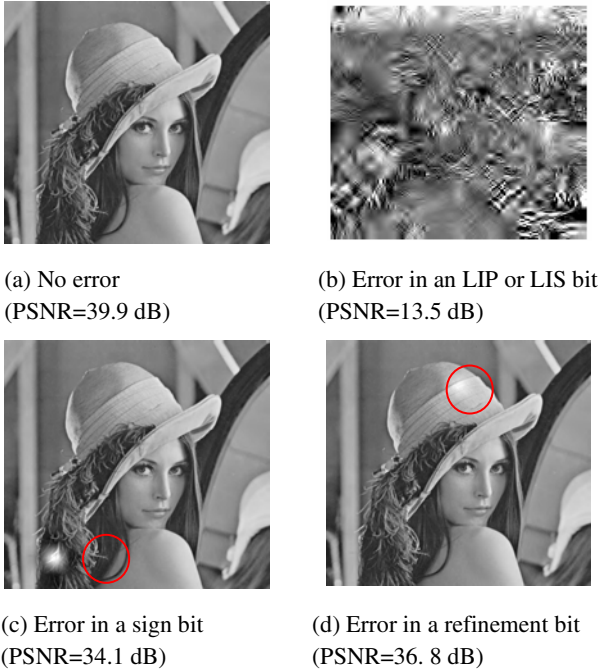 (a) No error
(PSNR=39.9 dB)
(b) Error in an LIP or LIS bit
(PSNR=13.5 dB)
(c) Error in a sign bit
(PSNR=34.1 dB)
(d) Error in a refinement bit
(PSNR=36. 8 dB)